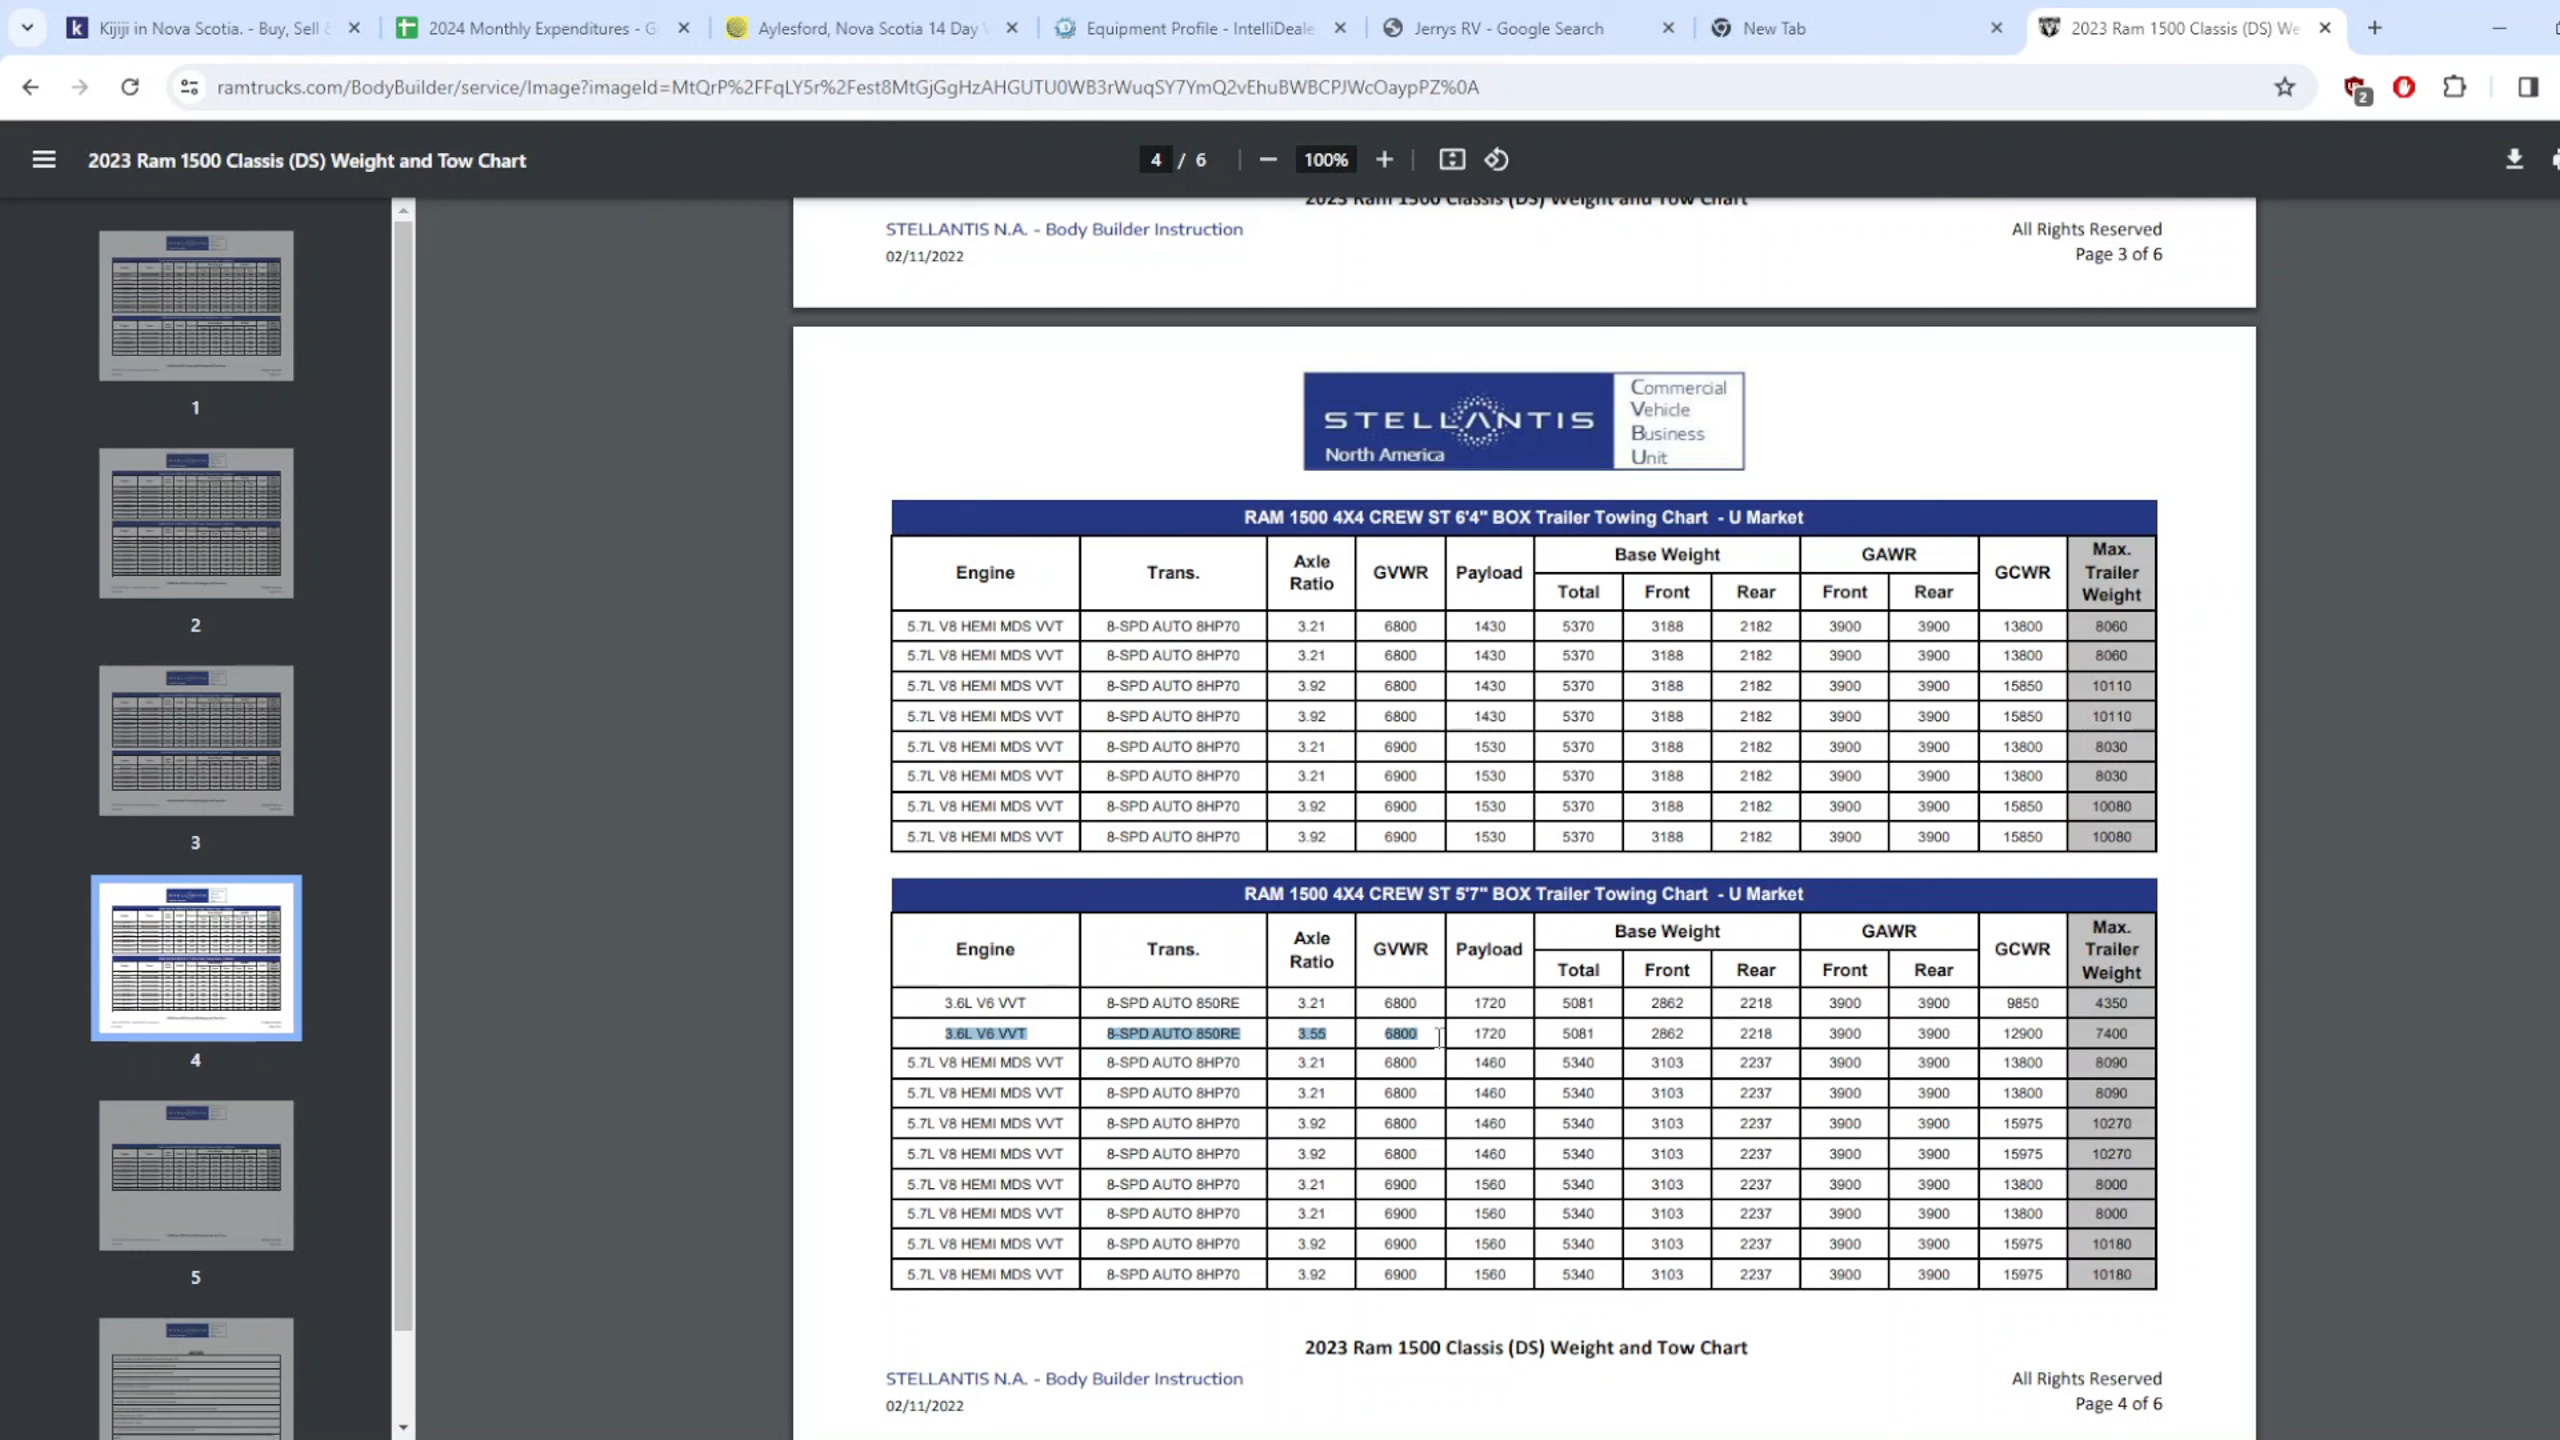 Kijiji in Nova Scotia. - Buy, Sell &
2024 Monthly Expenditures - G
Aylesford, Nova Scotia 14 Day
Equipment Profile - IntelliDeale
Jerrys RV - Google Search
New Tab
2023 Ram 1500 Classis (DS) We
ramtrucks.com/BodyBuilder/service/Image?imageId=MtQrP%2FFqLY5r%2Fest8MtGjGgHzAHGUTU0WB3rWuqSY7YmQ2vEhuBWBCPJWcOaypPZ%0A
2
2023 Ram 1500 Classis (DS) Weight and Tow Chart
4 / 6
100%
1
2
3
4
5
2023 Ram 1500 Classis (DS) Weight and Tow Chart
STELLANTIS N.A. - Body Builder Instruction All Rights Reserved
02/11/2022 Page 3 of 6
STELLANTIS
North America
Commercial
Vehicle
Business
Unit
RAM 1500 4X4 CREW ST 6'4" BOX Trailer Towing Chart - U Market
Engine Trans. Axle Ratio GVWR Payload Base Weight GAWR GCWR Max. Trailer Weight
Total Front Rear Front Rear
5.7L V8 HEMI MDS VVT 8-SPD AUTO 8HP70 3.21 6800 1430 5370 3188 2182 3900 3900 13800 8060
5.7L V8 HEMI MDS VVT 8-SPD AUTO 8HP70 3.21 6800 1430 5370 3188 2182 3900 3900 13800 8060
5.7L V8 HEMI MDS VVT 8-SPD AUTO 8HP70 3.92 6800 1430 5370 3188 2182 3900 3900 15850 10110
5.7L V8 HEMI MDS VVT 8-SPD AUTO 8HP70 3.92 6800 1430 5370 3188 2182 3900 3900 15850 10110
5.7L V8 HEMI MDS VVT 8-SPD AUTO 8HP70 3.21 6900 1530 5370 3188 2182 3900 3900 13800 8030
5.7L V8 HEMI MDS VVT 8-SPD AUTO 8HP70 3.21 6900 1530 5370 3188 2182 3900 3900 13800 8030
5.7L V8 HEMI MDS VVT 8-SPD AUTO 8HP70 3.92 6900 1530 5370 3188 2182 3900 3900 15850 10080
5.7L V8 HEMI MDS VVT 8-SPD AUTO 8HP70 3.92 6900 1530 5370 3188 2182 3900 3900 15850 10080
RAM 1500 4X4 CREW ST 5'7" BOX Trailer Towing Chart - U Market
Engine Trans. Axle Ratio GVWR Payload Base Weight GAWR GCWR Max. Trailer Weight
Total Front Rear Front Rear
3.6L V6 VVT 8-SPD AUTO 850RE 3.21 6800 1720 5081 2862 2218 3900 3900 9850 4350
3.6L V6 VVT 8-SPD AUTO 850RE 3.55 6800 1720 5081 2862 2218 3900 3900 12900 7400
5.7L V8 HEMI MDS VVT 8-SPD AUTO 8HP70 3.21 6800 1460 5340 3103 2237 3900 3900 13800 8090
5.7L V8 HEMI MDS VVT 8-SPD AUTO 8HP70 3.21 6800 1460 5340 3103 2237 3900 3900 13800 8090
5.7L V8 HEMI MDS VVT 8-SPD AUTO 8HP70 3.92 6800 1460 5340 3103 2237 3900 3900 15975 10270
5.7L V8 HEMI MDS VVT 8-SPD AUTO 8HP70 3.92 6800 1460 5340 3103 2237 3900 3900 15975 10270
5.7L V8 HEMI MDS VVT 8-SPD AUTO 8HP70 3.21 6900 1560 5340 3103 2237 3900 3900 13800 8000
5.7L V8 HEMI MDS VVT 8-SPD AUTO 8HP70 3.21 6900 1560 5340 3103 2237 3900 3900 13800 8000
5.7L V8 HEMI MDS VVT 8-SPD AUTO 8HP70 3.92 6900 1560 5340 3103 2237 3900 3900 15975 10180
5.7L V8 HEMI MDS VVT 8-SPD AUTO 8HP70 3.92 6900 1560 5340 3103 2237 3900 3900 15975 10180
2023 Ram 1500 Classis (DS) Weight and Tow Chart
STELLANTIS N.A. - Body Builder Instruction All Rights Reserved
02/11/2022 Page 4 of 6